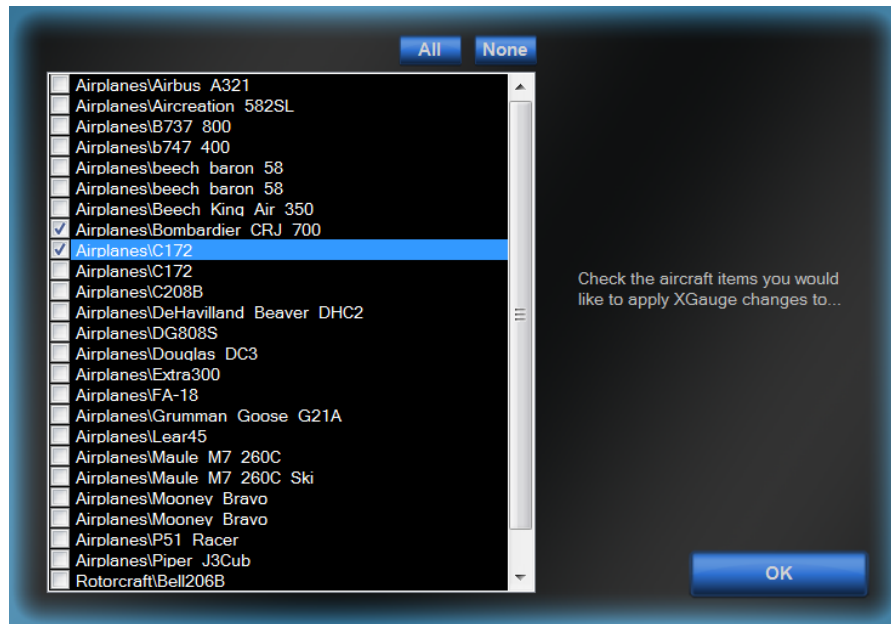 All None
Airplanes\Airbus A321
Airplanes\Aircreation 582SL
Airplanes\B737 800
Airplanes\b747 400
Airplanes\beech baron 58
Airplanes\beech baron 58
Airplanes\Beech King Air 350
Airplanes\Bombardier CRJ 700
Airplanes\C172
Airplanes\C172
Airplanes\C208B
Airplanes\DeHavilland Beaver DHC2
Airplanes\DG808S
Airplanes\Douglas DC3
Airplanes\Extra300
Airplanes\FA-18
Airplanes\Grumman Goose G21A
Airplanes\Lear45
Airplanes\Maule M7 260C
Airplanes\Maule M7 260C Ski
Airplanes\Mooney Bravo
Airplanes\Mooney Bravo
Airplanes\P51 Racer
Airplanes\Piper J3Cub
Rotorcraft\Bell206B
Check the aircraft items you would
like to apply XGauge changes to...
OK